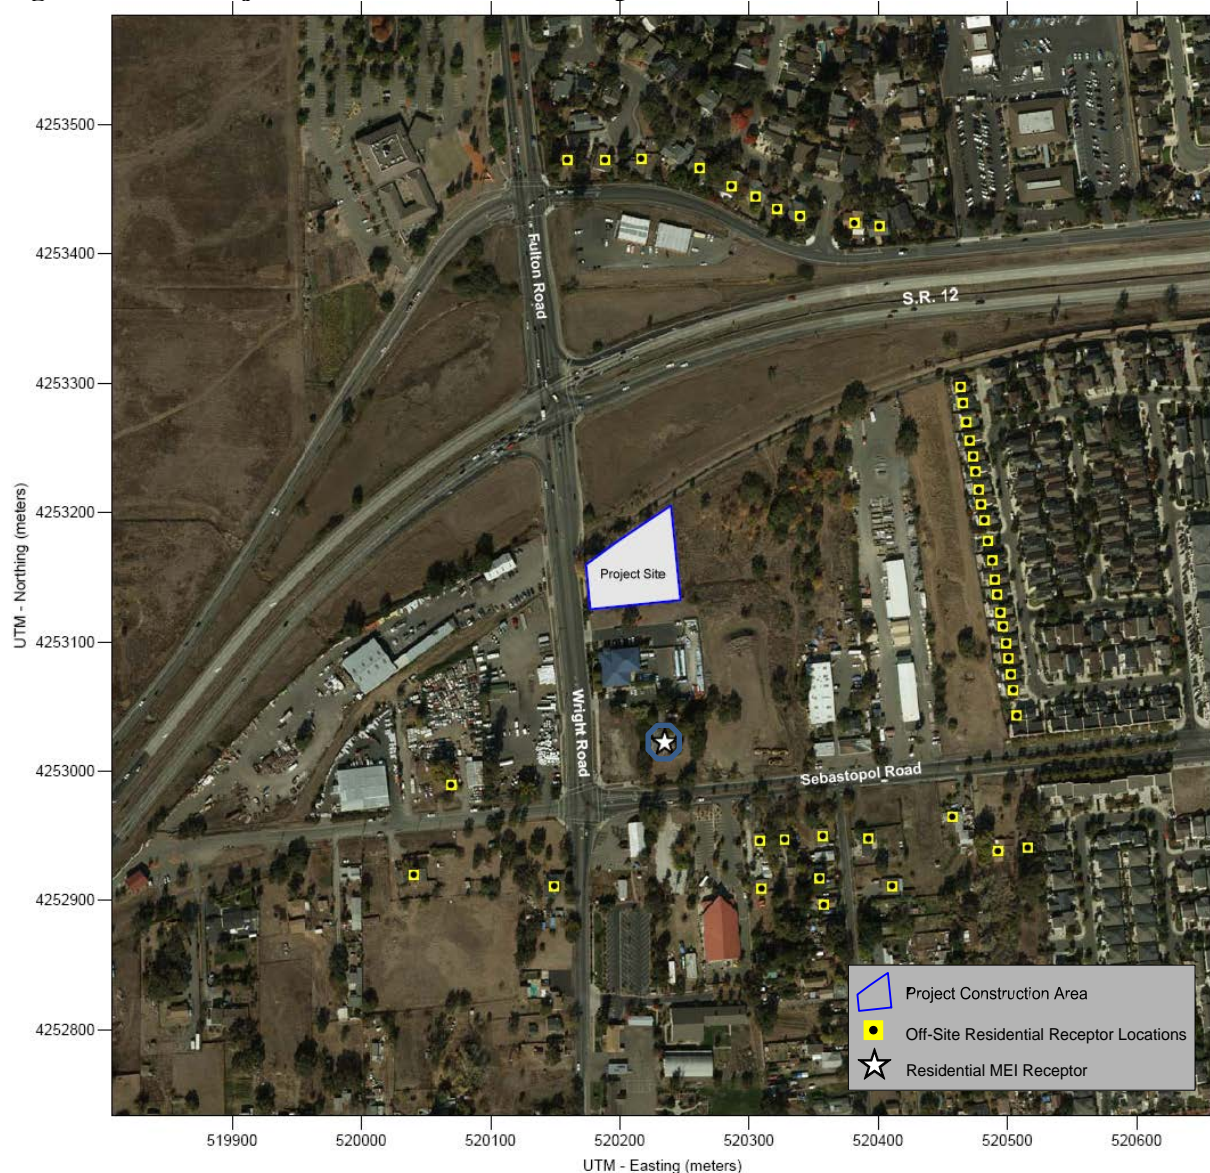 4253500
4253400
4253300
4253200
4253100
4253000
4252900
4252800
UTM - Northing (meters)
Fulton Road
S.R. 12
Project Site
Wright Road
Sebastopol Road
Project Construction Area
Off-Site Residential Receptor Locations
Residential MEI Receptor
519900 520000 520100 520200 520300 520400 520500 520600
UTM - Easting (meters)